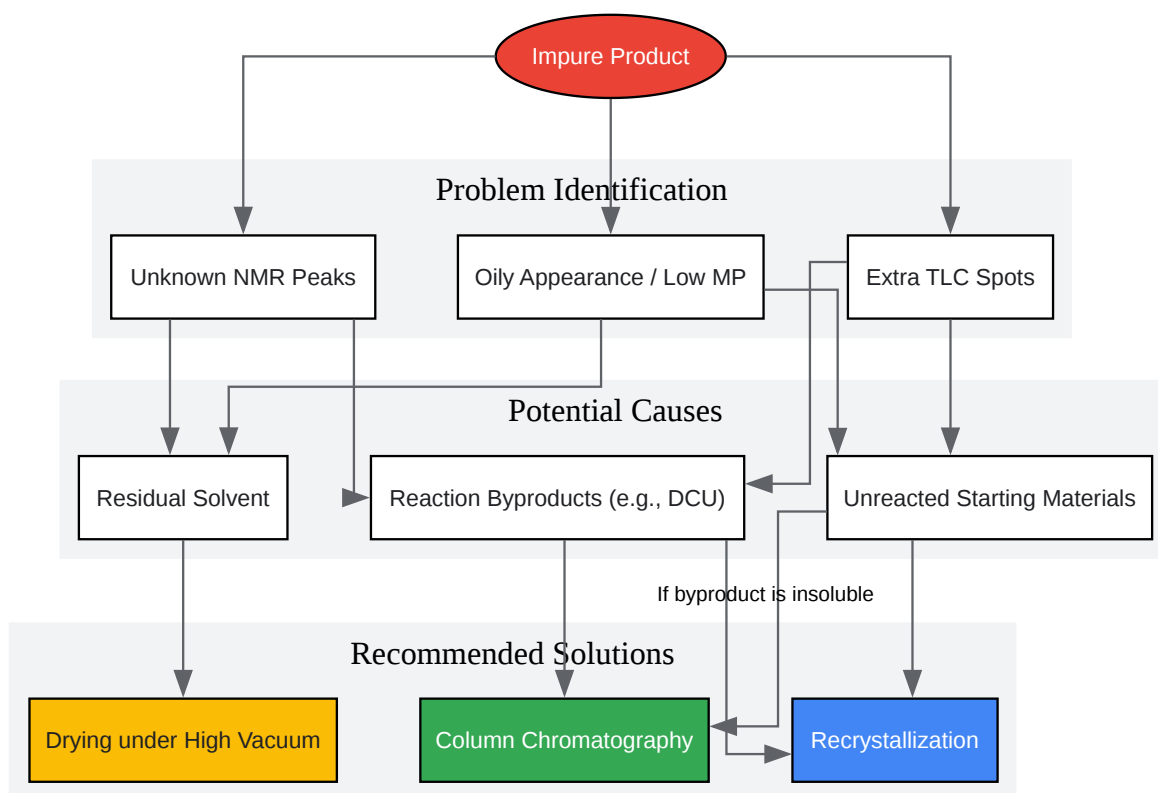 Impure Product
Problem Identification
Unknown NMR Peaks
Oily Appearance / Low MP
Extra TLC Spots
Potential Causes
Residual Solvent
Reaction Byproducts (e.g., DCU)
Unreacted Starting Materials
If byproduct is insoluble
Recommended Solutions
Drying under High Vacuum
Column Chromatography
Recrystallization